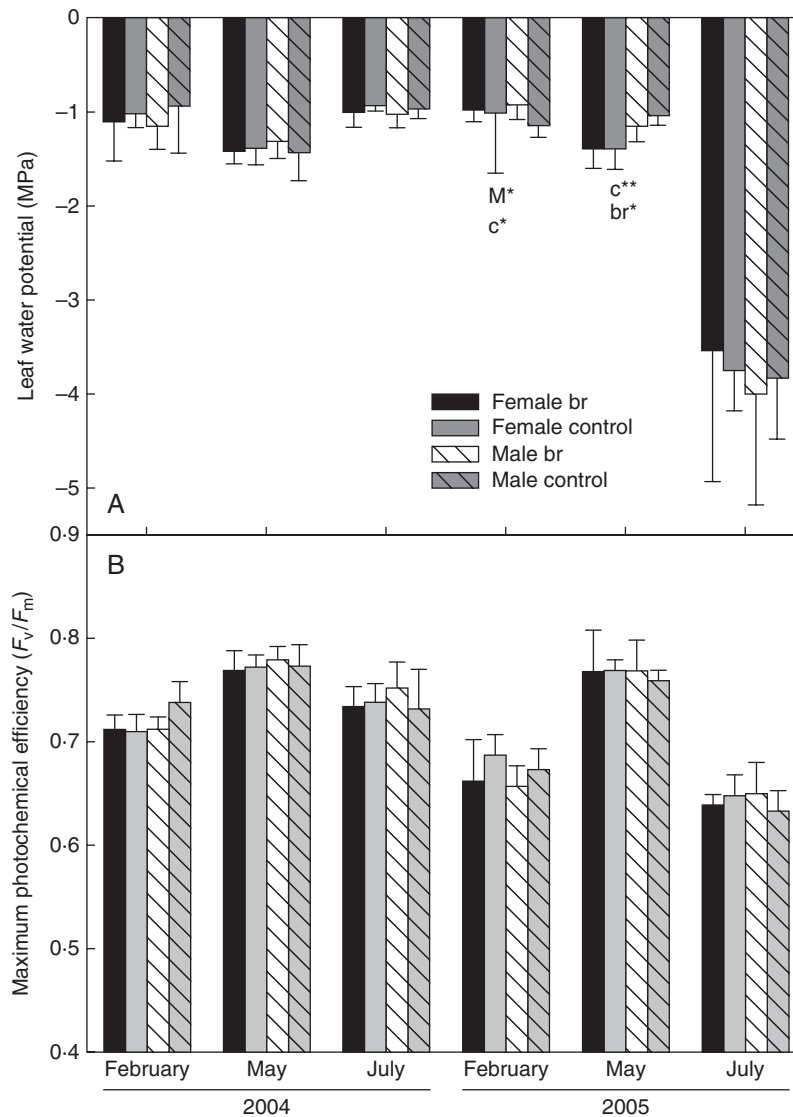 0
–1
–2
–3
–4
–5
Leaf water potential (MPa)
M*
c*
c**
br*
Female br
Female control
Male br
Male control
A
0·9
0·8
0·7
0·6
0·5
0·4
Maximum photochemical efficiency (Fv/Fm)
B
February May July February May July
2004 2005